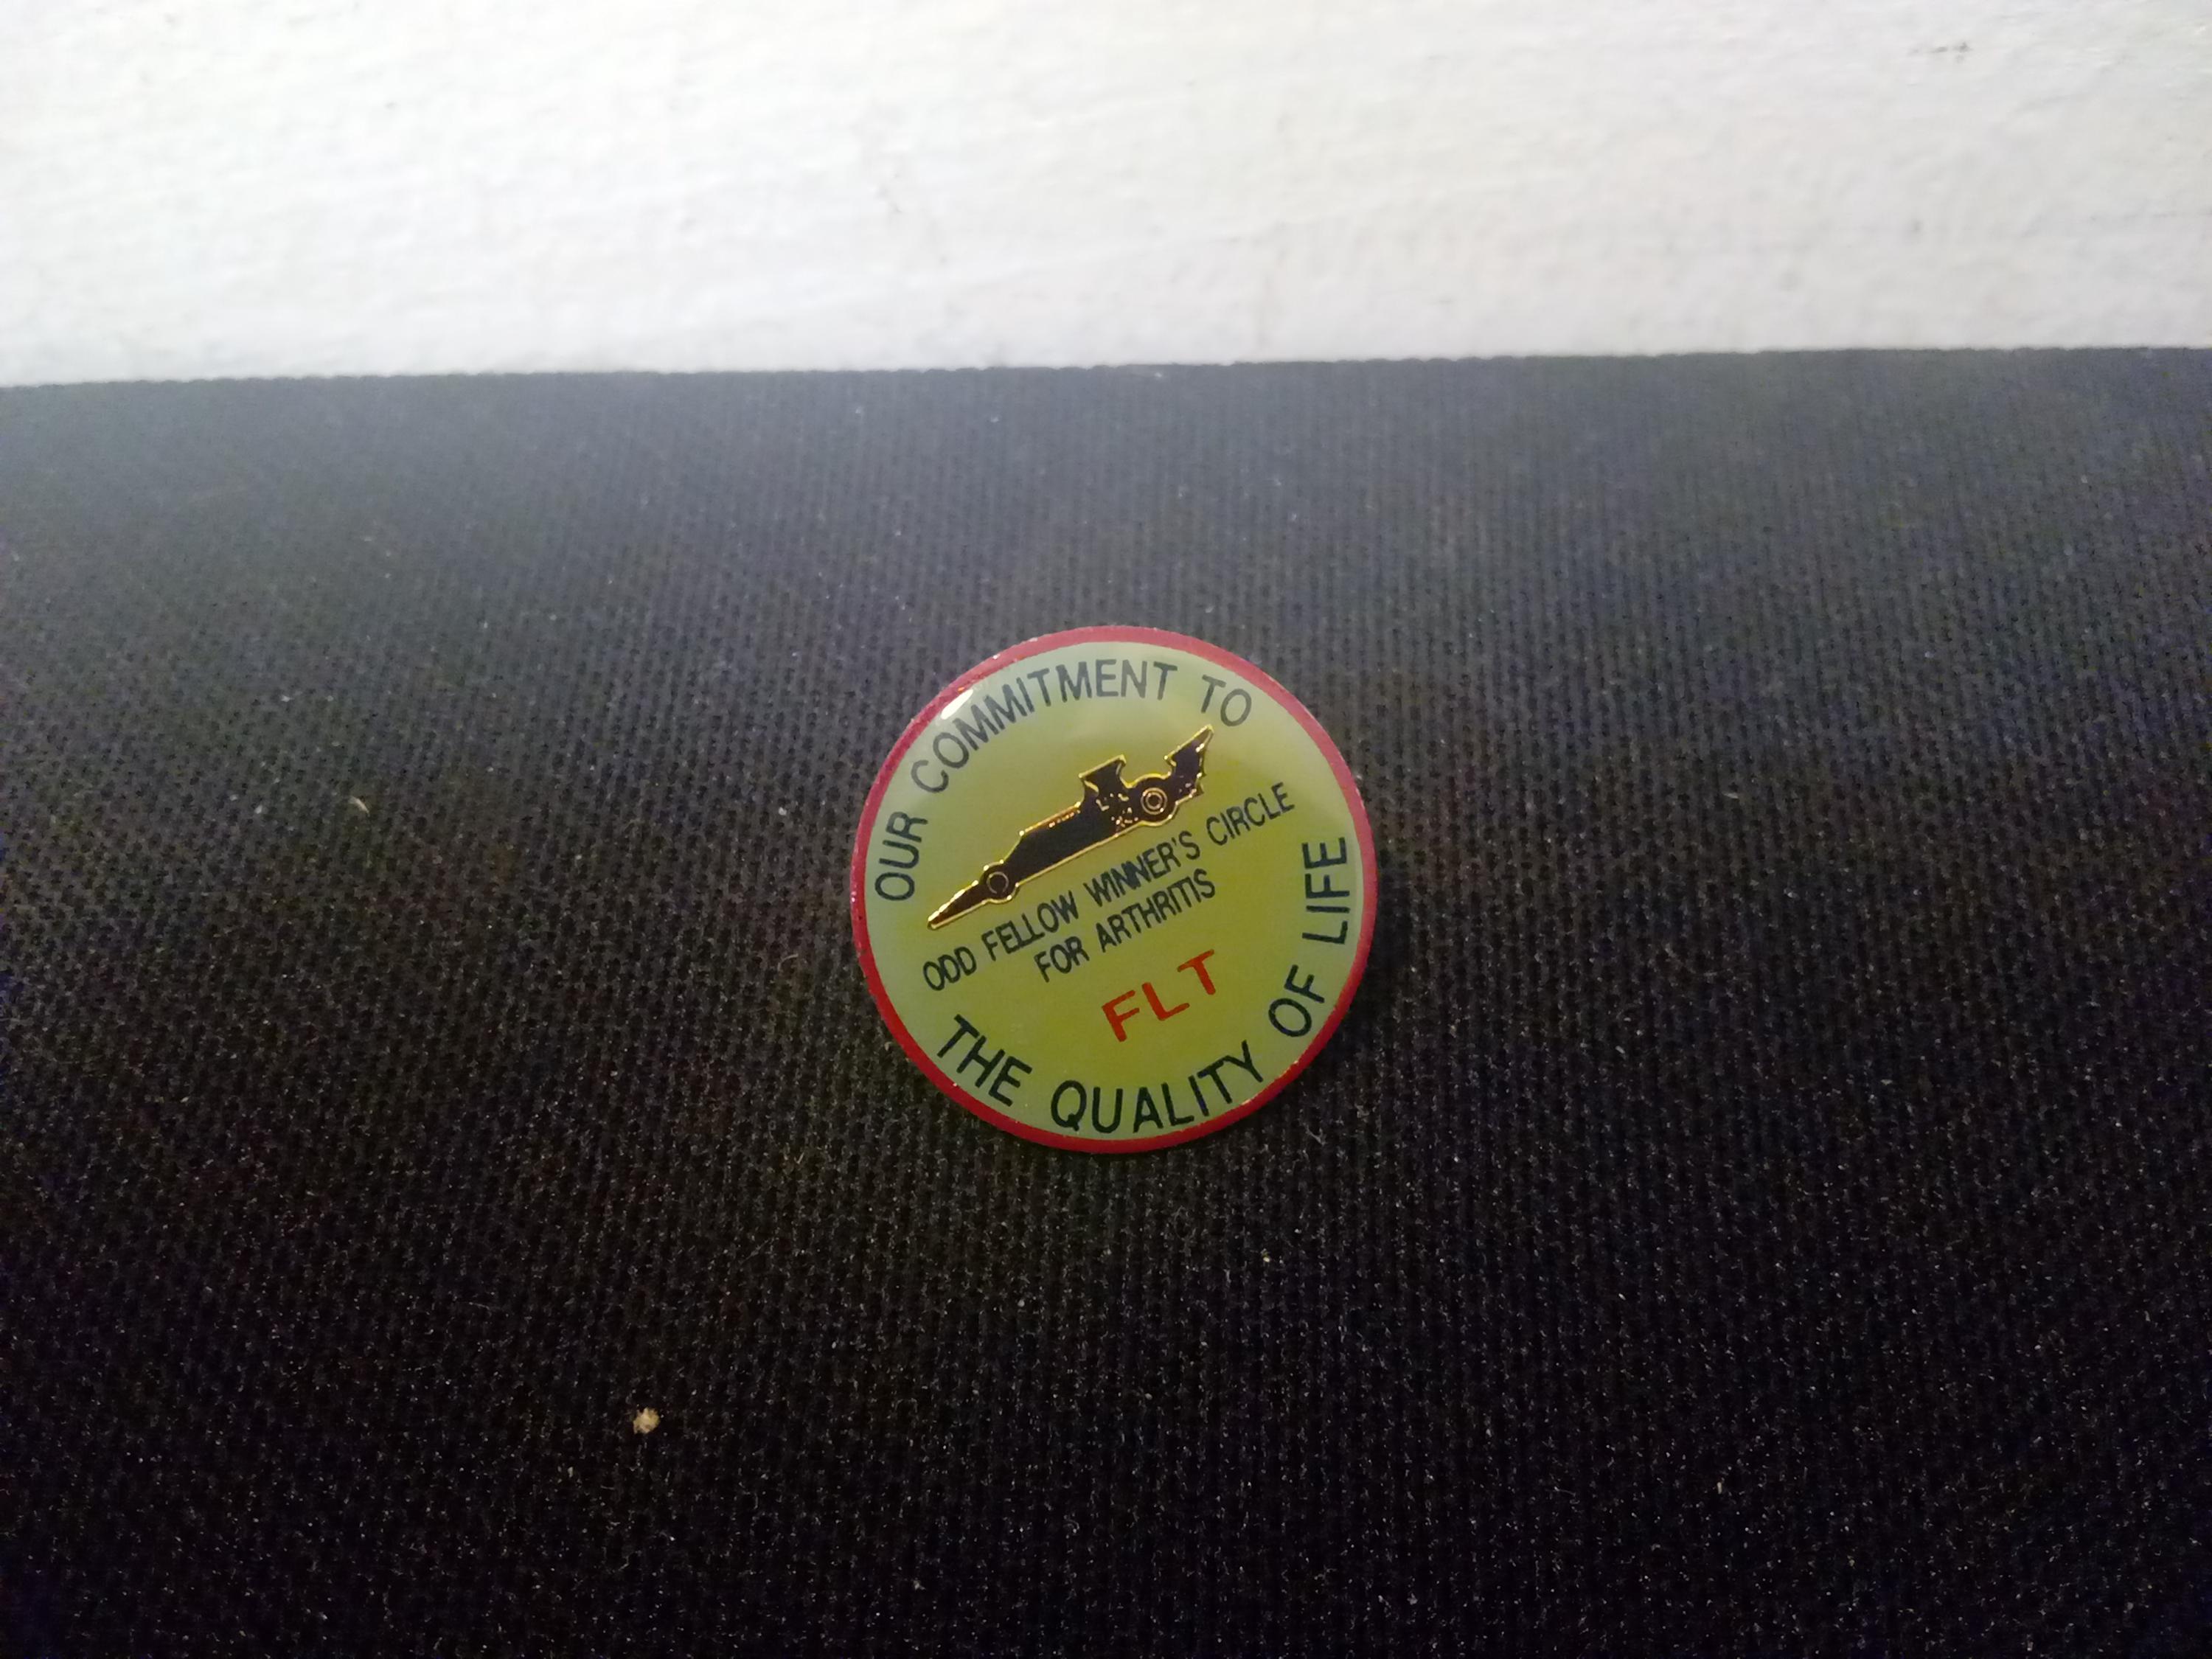 OUR COMMITMENT TO
ODD FELLOW WINNER'S CIRCLE
FOR ARTHRITIS
FLT
THE QUALITY OF LIFE